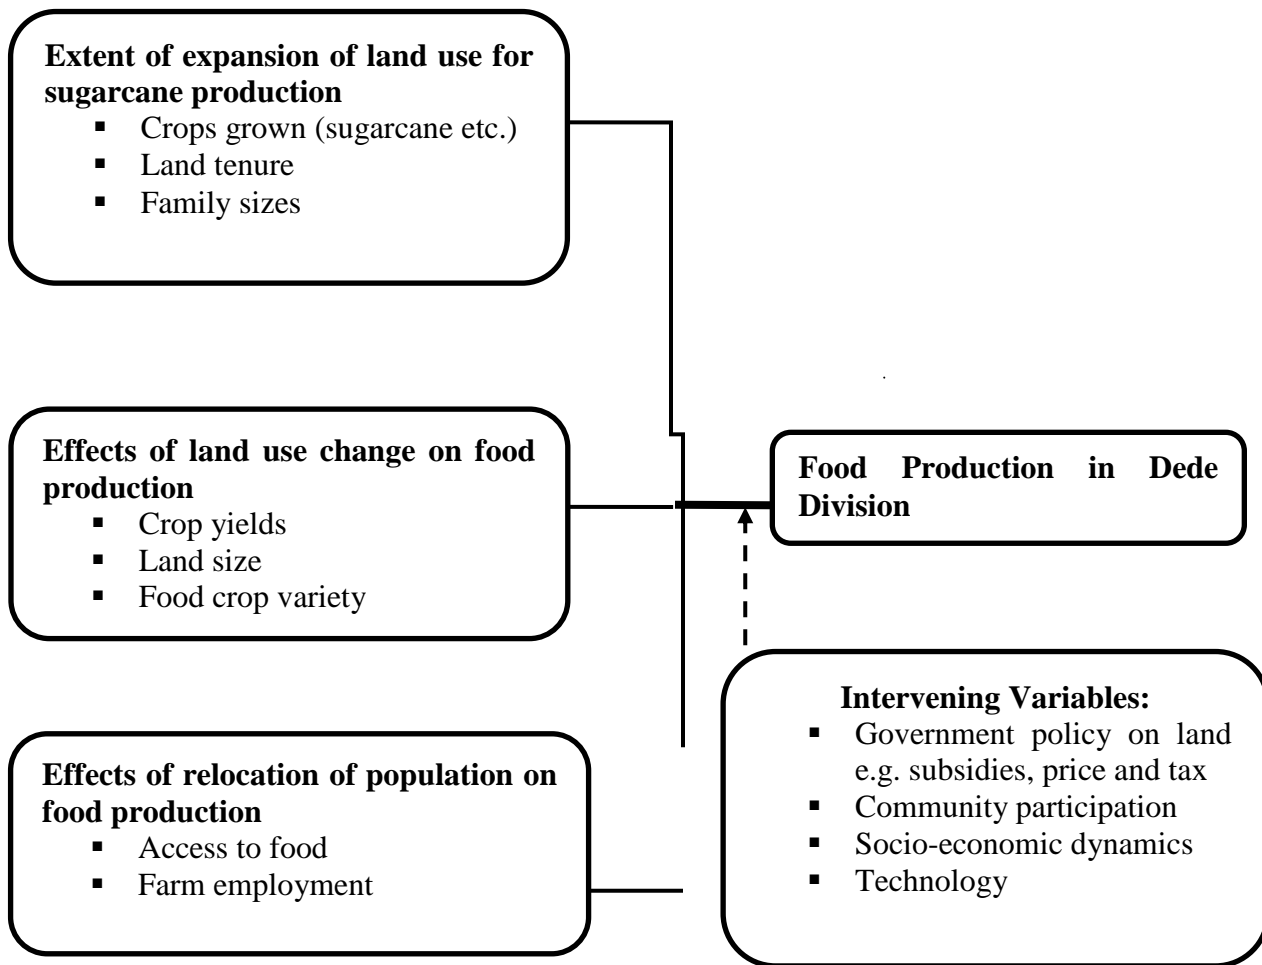 Extent of expansion of land use for
sugarcane production
▪ Crops grown (sugarcane etc.)
▪ Land tenure
▪ Family sizes
Effects of land use change on food
production
▪ Crop yields
▪ Land size
▪ Food crop variety
Food Production in Dede
Division
Effects of relocation of population on
food production
▪ Access to food
▪ Farm employment
Intervening Variables:
▪ Government policy on land
e.g. subsidies, price and tax
▪ Community participation
▪ Socio-economic dynamics
▪ Technology